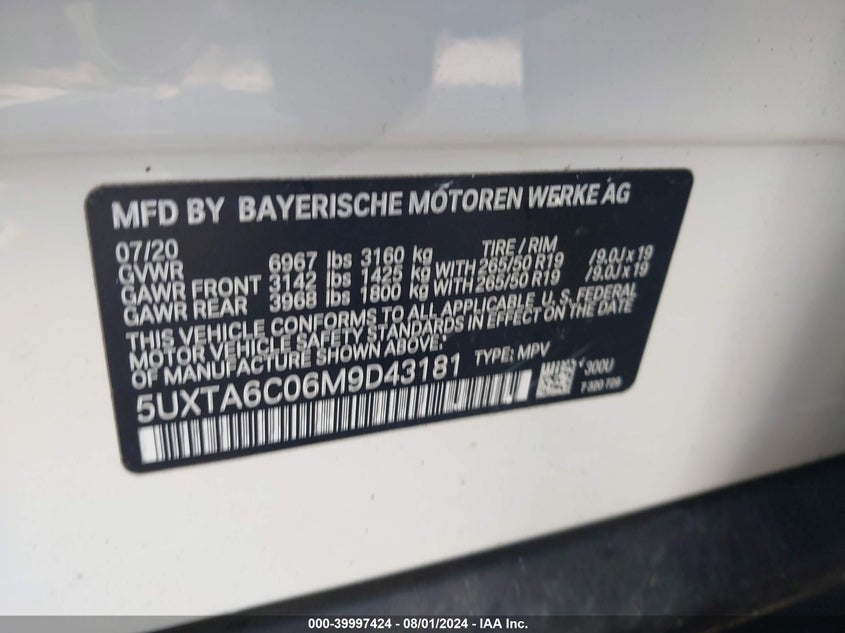 MFD BY BAYERISCHE MOTOREN WERKE AG
07/20 TIRE / RIM
GVWR 6967 lbs 3160 kg
GAWR FRONT 3142 lbs 1425 kg WITH 265/50 R19 /9.0J x 19
GAWR REAR 3968 lbs 1800 kg WITH 265/50 R19 /9.0J x 19
THIS VEHICLE CONFORMS TO ALL APPLICABLE U.S. FEDERAL
MOTOR VEHICLE SAFETY STANDARDS IN EFFECT ON THE DATE
OF MANUFACTURE SHOWN ABOVE.
5UXTA6C06M9D43181 TYPE: MPV
300U
7-320 729
000-39997424 - 08/01/2024 - IAA Inc.